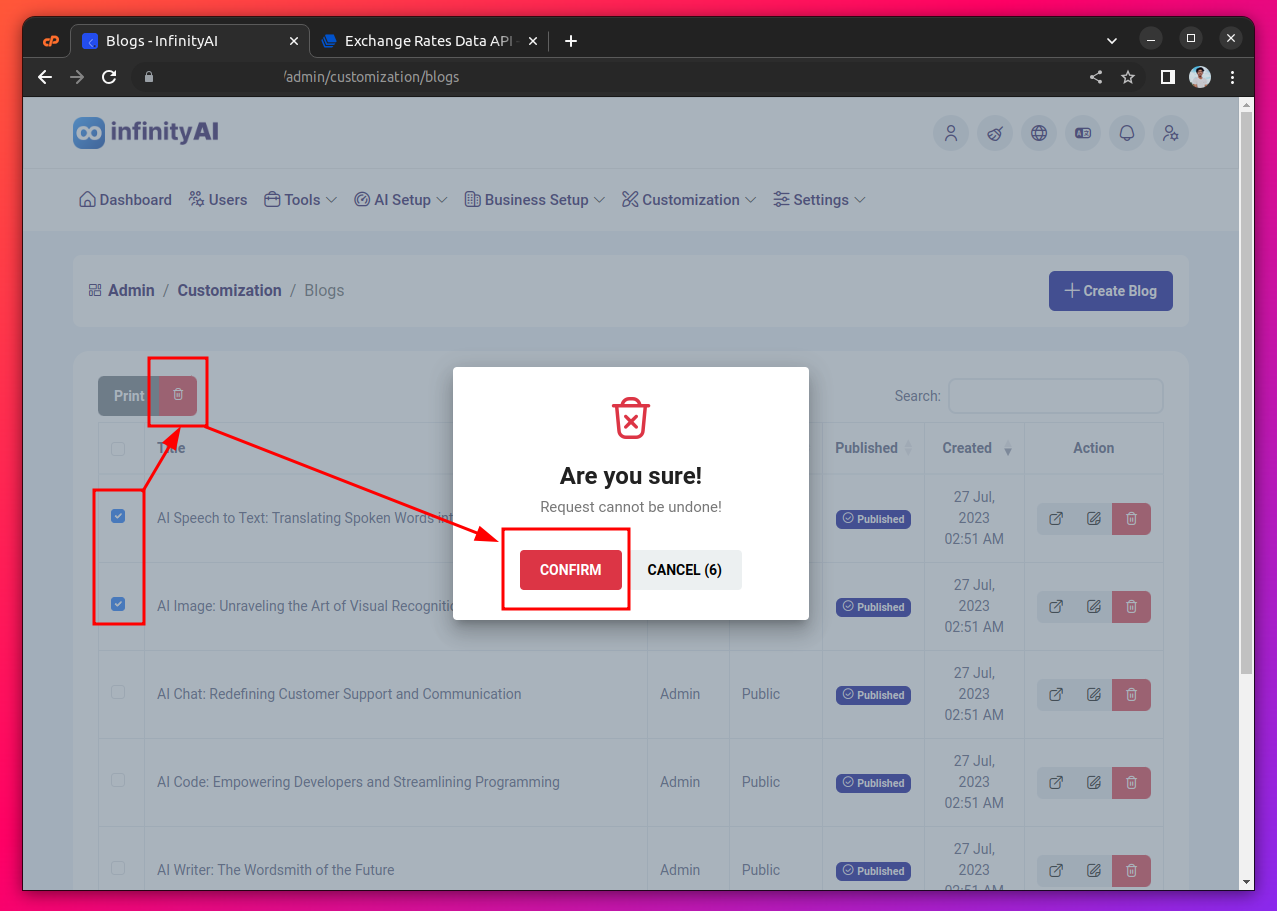 Blogs - InfinityAI
Exchange Rates Data API
/admin/customization/blogs
infinityAI
Dashboard Users Tools AI Setup Business Setup Customization Settings
Admin / Customization / Blogs
Create Blog
Print
Search:
Title
Published Created Action
Are you sure!
Request cannot be undone!
CONFIRM CANCEL (6)
AI Speech to Text: Translating Spoken Words int
Published
27 Jul,
2023
02:51 AM
AI Image: Unraveling the Art of Visual Recogniti
Published
27 Jul,
2023
02:51 AM
AI Chat: Redefining Customer Support and Communication
Admin
Public
Published
27 Jul,
2023
02:51 AM
AI Code: Empowering Developers and Streamlining Programming
Admin
Public
Published
27 Jul,
2023
02:51 AM
AI Writer: The Wordsmith of the Future
Admin
Public
Published
27 Jul,
2023
02:51 AM